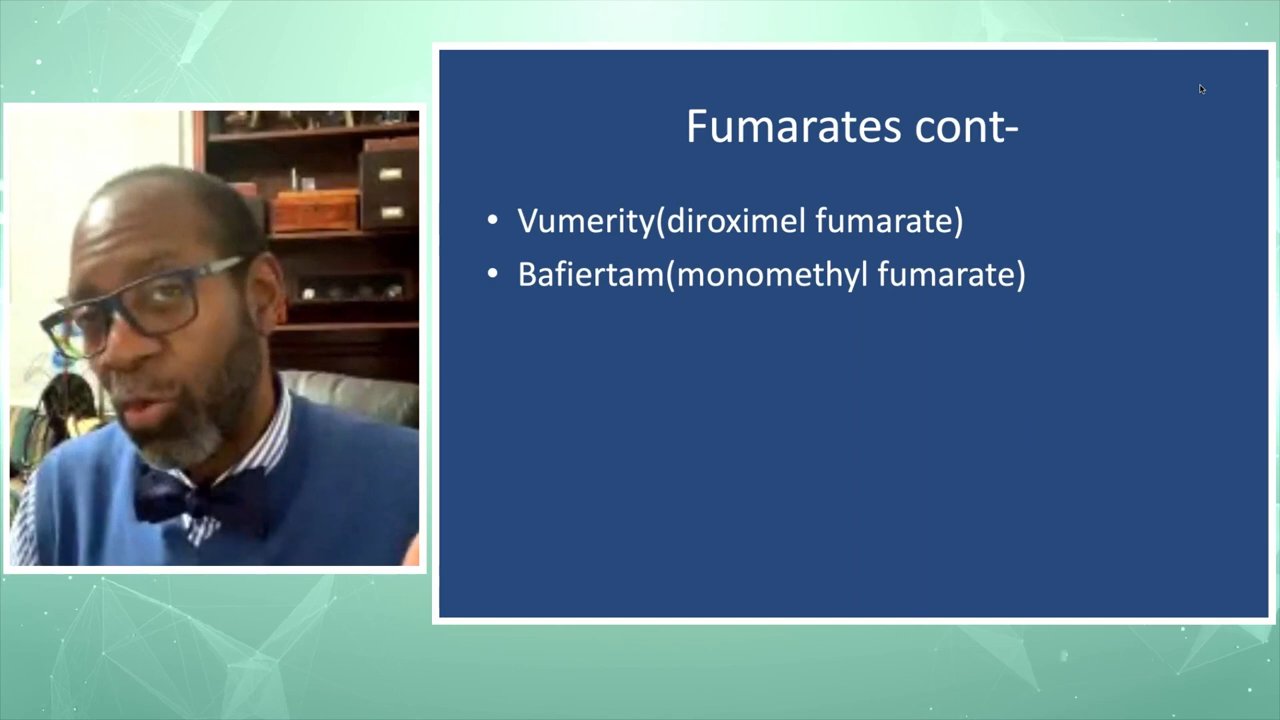 Fumarates cont-
• Vumerity(diroximel fumarate)
• Bafiertam(monomethyl fumarate)